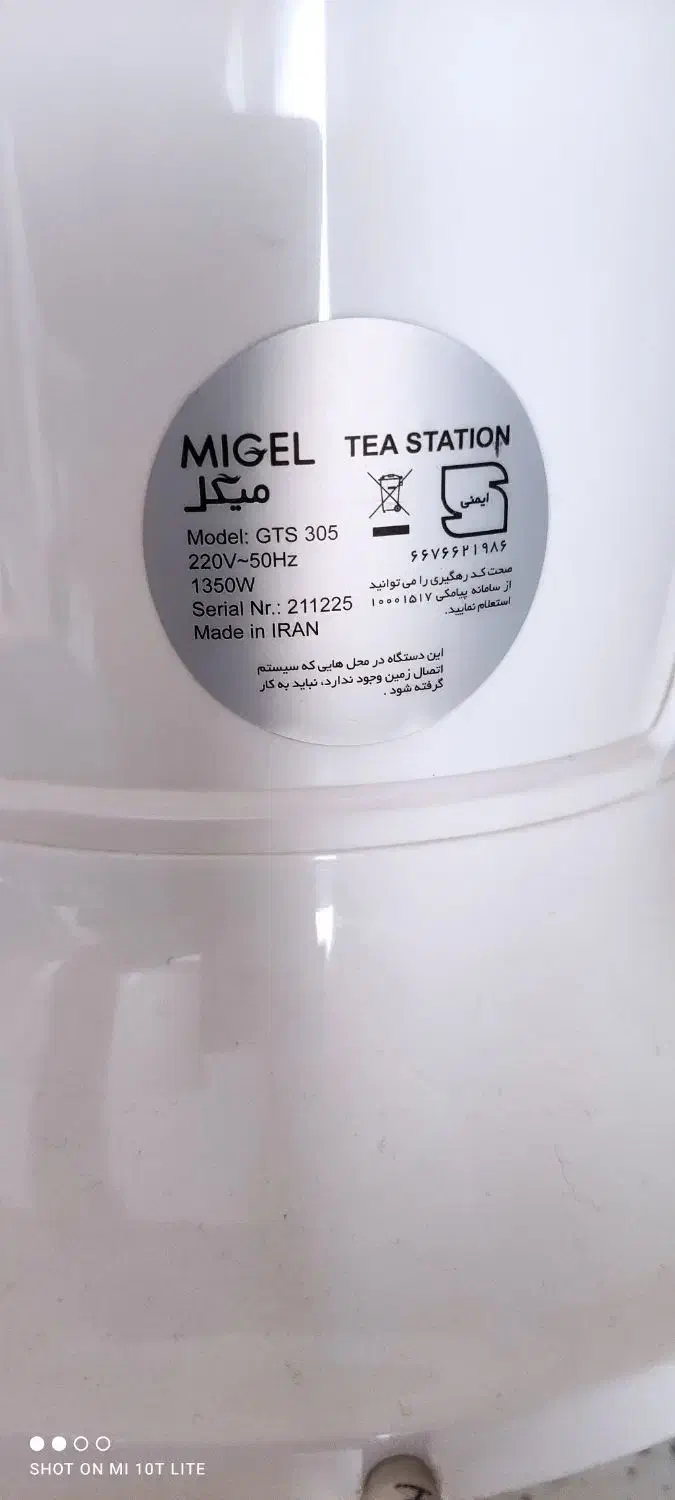 MIGEL
میگل
TEA STATION
ایمنی
Model: GTS 305
220V~50Hz
1350W
Serial Nr.: 211225
Made in IRAN
۶۶۷۶۶۲۱۹۸۶
صحت کد رهگیری را می توانید
از سامانه پیامکی ۱۰۰۰۱۵۱۷
استعلام نمایید.
این دستگاه در محل هایی که سیستم
اتصال زمین وجود ندارد، نباید به کار
گرفته شود .
SHOT ON MI 10T LITE